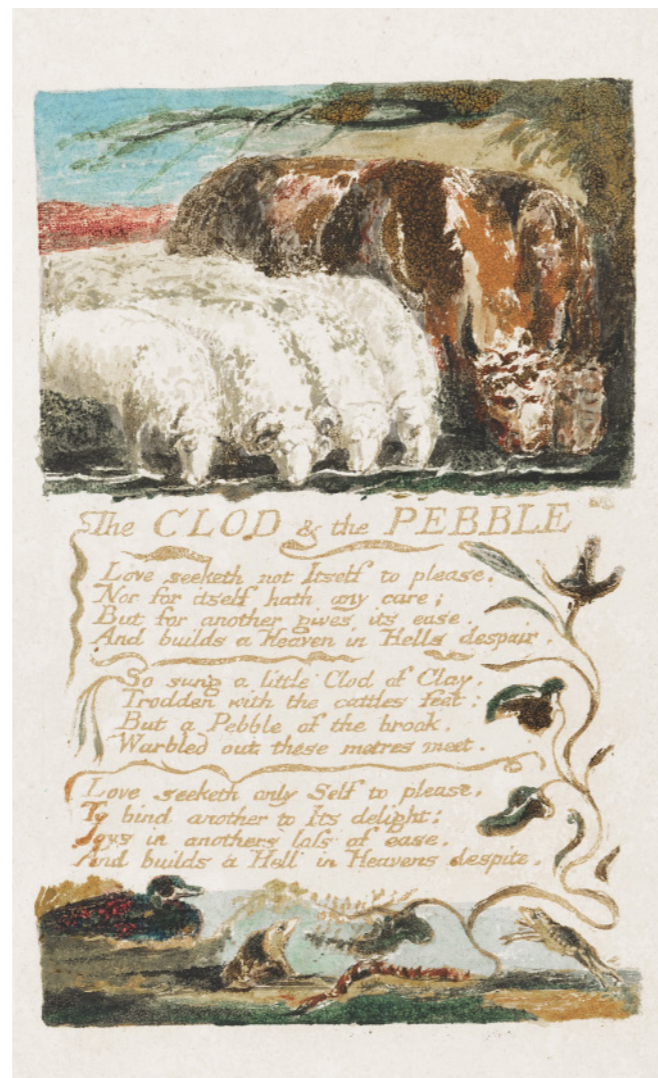 The CLOD & the PEBBLE
Love seeketh not Itself to please,
Nor for itself hath any care;
But for another gives its ease,
And builds a Heaven in Hells despair.
So sung a little Clod of Clay,
Trodden with the cattles feet:
But a Pebble of the brook,
Warbled out these metres meet.
Love seeketh only Self to please,
To bind another to Its delight:
Joys in anothers loss of ease,
And builds a Hell in Heavens despite.